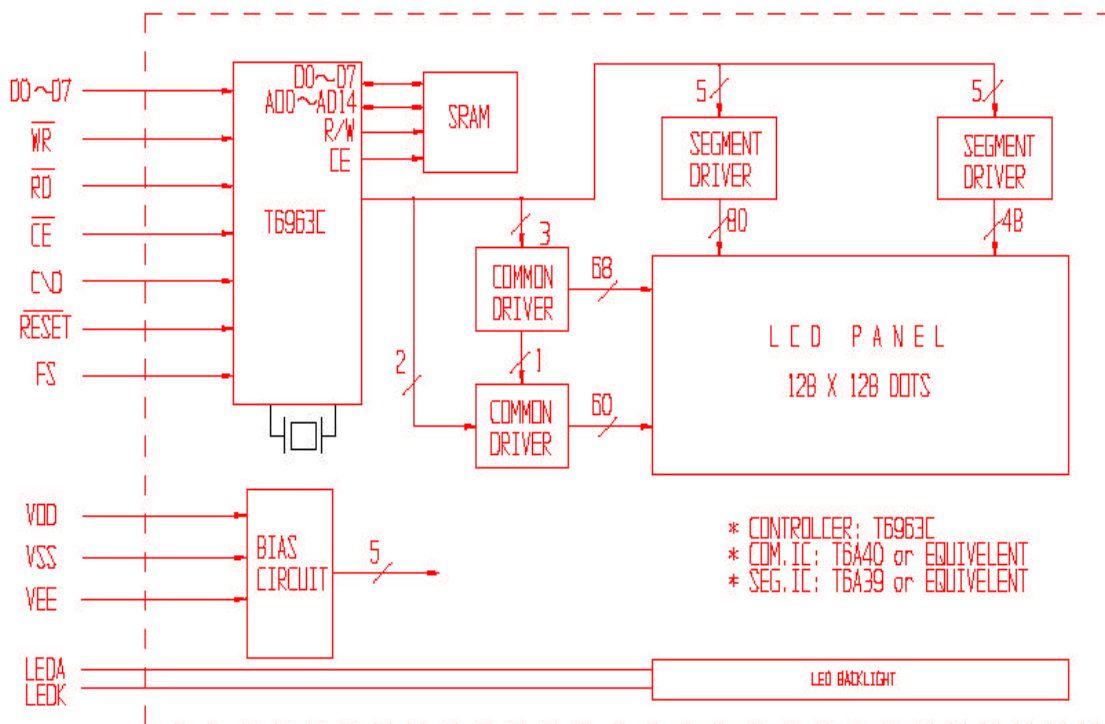 D0~D7
WR
RD
CE
C\D
RESET
FS
T6963C
D0~D7
AD0~AD14
R/W
CE
SRAM
5
5
SEGMENT
DRIVER
SEGMENT
DRIVER
80
48
3
COMMON
DRIVER
68
1
2
COMMON
DRIVER
60
LCD PANEL
128 X 128 DOTS
VDD
VSS
VEE
BIAS
CIRCUIT
5
* CONTROLCER: T6963C
* COM.IC: T6A40 or EQUIVELENT
* SEG.IC: T6A39 or EQUIVELENT
LEDA
LEDK
LED BACKLIGHT